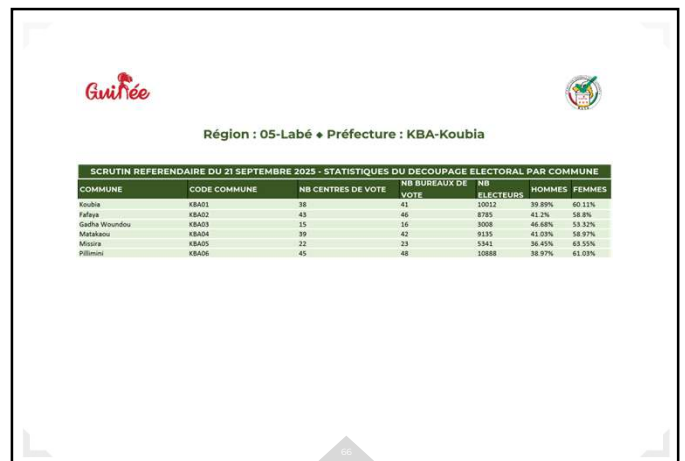 Guinée
Région : 05-Labé ◆ Préfecture : KBA-Koubia
SCRUTIN REFERENDAIRE DU 21 SEPTEMBRE 2025 - STATISTIQUES DU DECOUPAGE ELECTORAL PAR COMMUNE
COMMUNE CODE COMMUNE NB CENTRES DE VOTE NB BUREAUX DE VOTE NB ELECTEURS HOMMES FEMMES
Koubia KBA01 38 41 10012 39.89% 60.11%
Fafaya KBA02 43 46 8785 41.2% 58.8%
Gadha Woundou KBA03 15 16 3008 46.68% 53.32%
Matakaou KBA04 39 42 9135 41.03% 58.97%
Missira KBA05 22 23 5341 36.45% 63.55%
Pillimini KBA06 45 48 10888 38.97% 61.03%
66